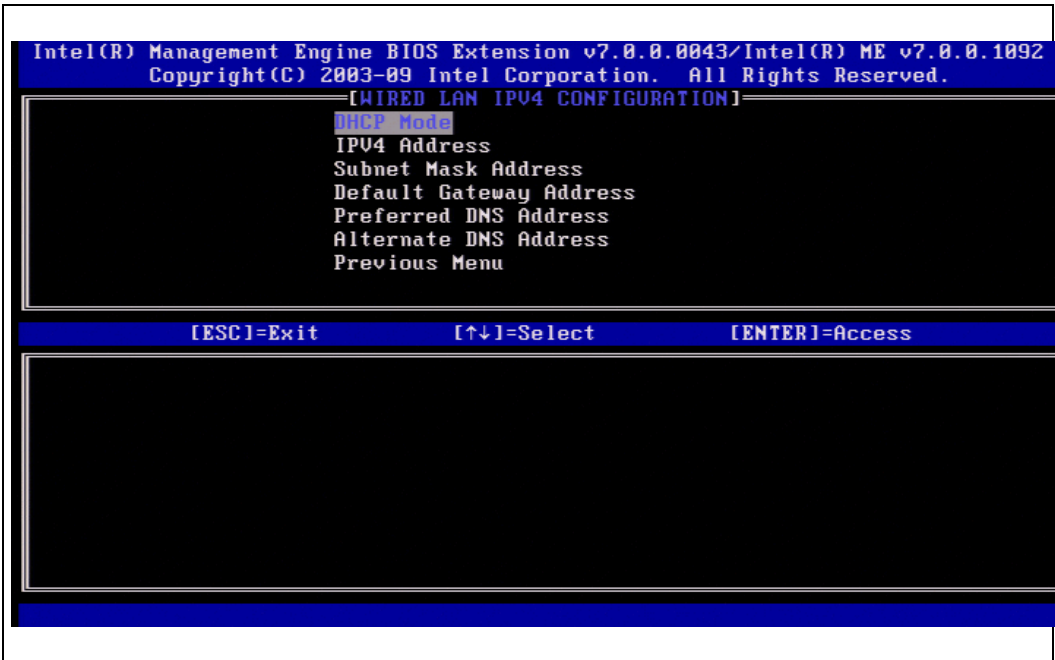 Intel(R) Management Engine BIOS Extension v7.0.0.0043/Intel(R) ME v7.0.0.1092
Copyright(C) 2003-09 Intel Corporation. All Rights Reserved.
[WIRED LAN IPV4 CONFIGURATION]
DHCP Mode
IPV4 Address
Subnet Mask Address
Default Gateway Address
Preferred DNS Address
Alternate DNS Address
Previous Menu
[ESC]=Exit [↑↓]=Select [ENTER]=Access